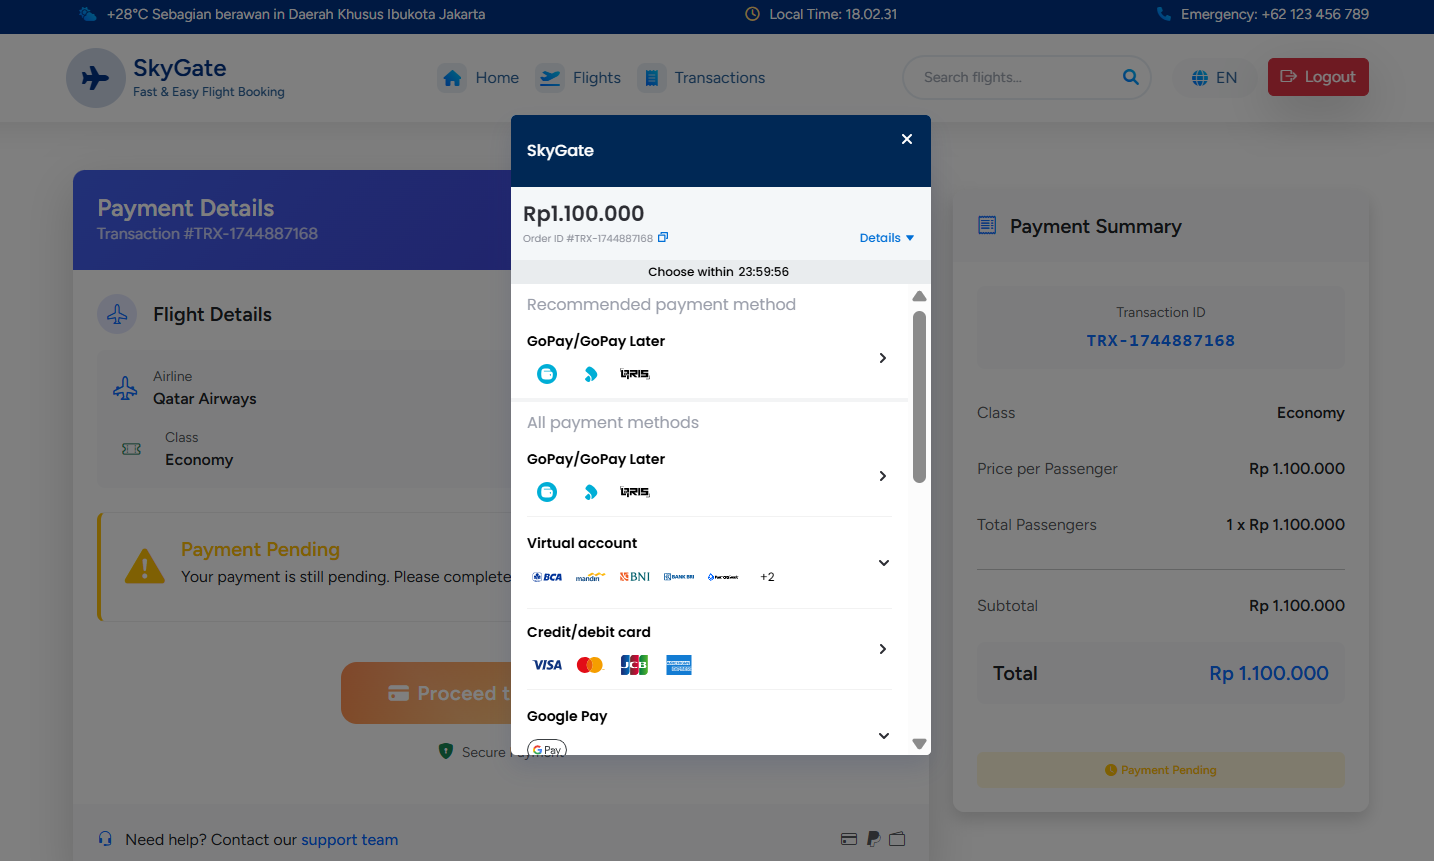 +28°C Sebagian berawan in Daerah Khusus Ibukota Jakarta
Local Time: 18.02.31
Emergency: +62 123 456 789
SkyGate
Fast & Easy Flight Booking
Home
Flights
Transactions
Search flights...
EN
Logout
Payment Details
Transaction #TRX-1744887168
Flight Details
Airline
Qatar Airways
Class
Economy
Payment Pending
Your payment is still pending. Please complete
Proceed t
Secure Payment
Need help? Contact our support team
SkyGate
Rp1.100.000
Order ID #TRX-1744887168
Details
Choose within 23:59:56
Recommended payment method
GoPay/GoPay Later
QRIS
All payment methods
GoPay/GoPay Later
QRIS
Virtual account
BCA mandiri BNI BANK BRI PermataBank +2
Credit/debit card
VISA JCB
Google Pay
G Pay
Payment Summary
Transaction ID
TRX-1744887168
Class Economy
Price per Passenger Rp 1.100.000
Total Passengers 1 x Rp 1.100.000
Subtotal Rp 1.100.000
Total Rp 1.100.000
Payment Pending